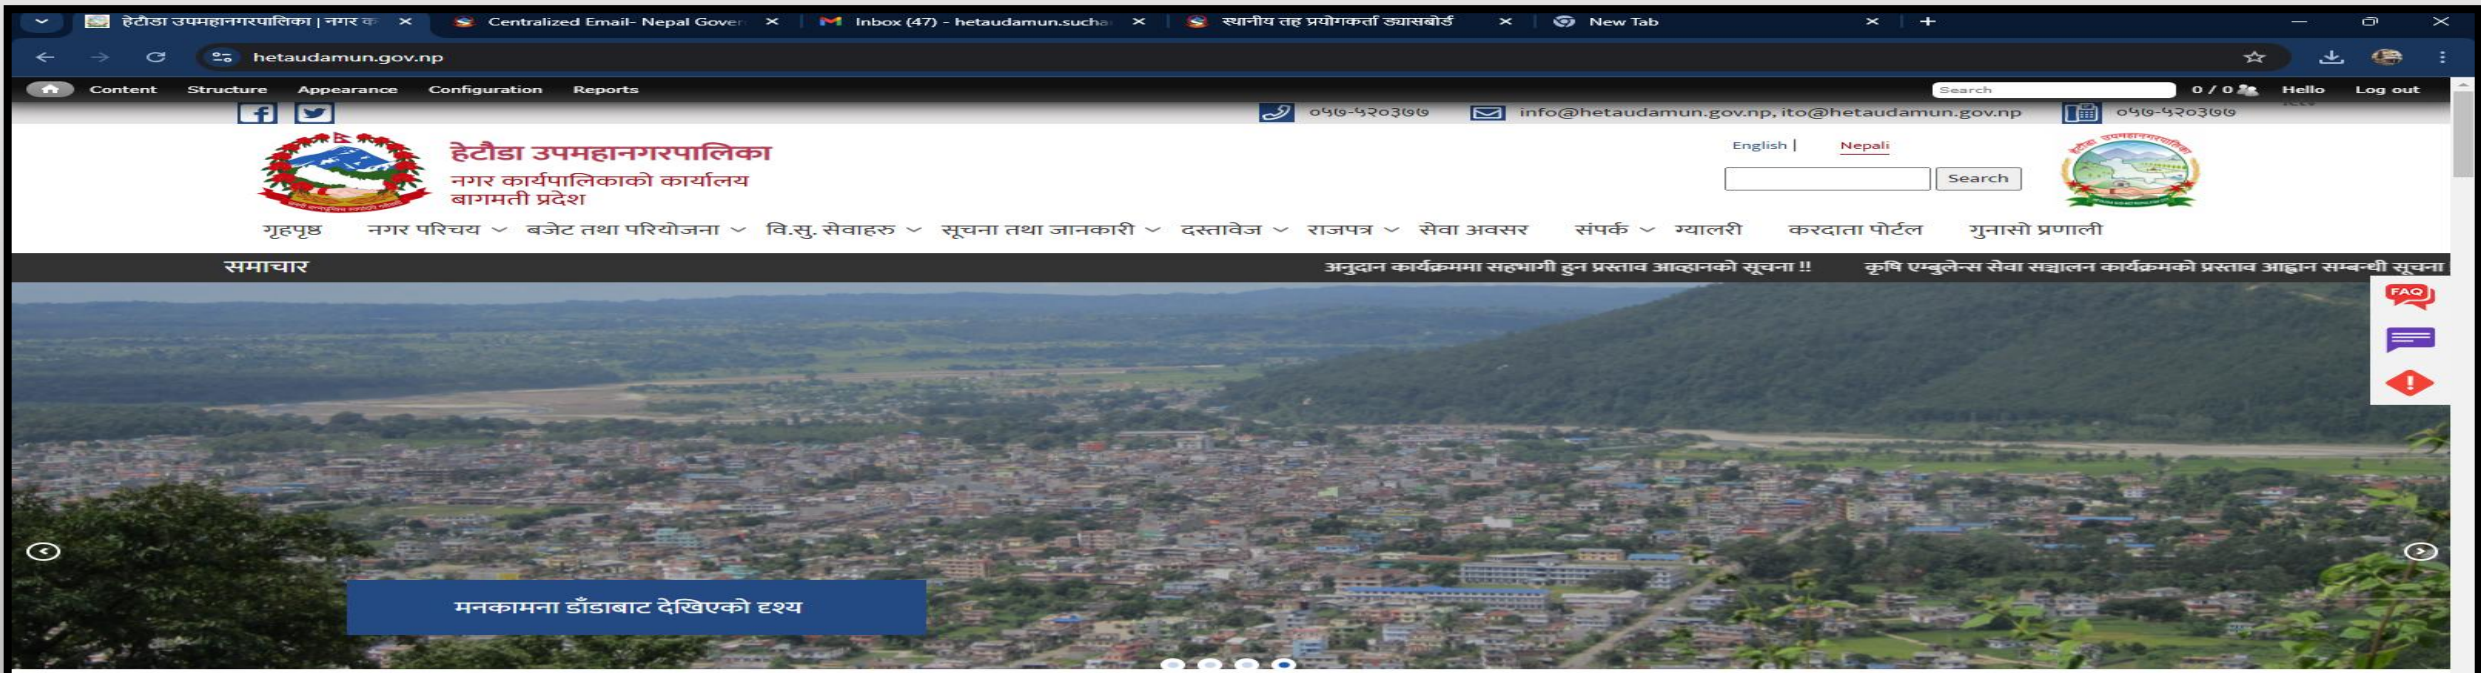 हेटौडा उपमहानगरपालिका | नगर क
Centralized Email- Nepal Gover
Inbox (47) - hetaudamun.sucha
स्थानीय तह प्रयोगकर्ता ड्यासबोर्ड
New Tab
hetaudamun.gov.np
Content Structure Appearance Configuration Reports
Search
0 / 0
Hello
Log out
०५७-५२०३७७
info@hetaudamun.gov.np, ito@hetaudamun.gov.np
०५७-५२०३७७
हेटौडा उपमहानगरपालिका
नगर कार्यपालिकाको कार्यालय
बागमती प्रदेश
English | Nepali
Search
गृहपृष्ठ नगर परिचय बजेट तथा परियोजना वि.सु. सेवाहरु सूचना तथा जानकारी दस्तावेज राजपत्र सेवा अवसर संपर्क ग्यालरी करदाता पोर्टल गुनासो प्रणाली
समाचार
अनुदान कार्यक्रममा सहभागी हुन प्रस्ताव आव्हानको सूचना !! कृषि एम्बुलेन्स सेवा सञ्चालन कार्यक्रमको प्रस्ताव आह्वान सम्बन्धी सूचना
FAQ
मनकामना डाँडाबाट देखिएको दृश्य